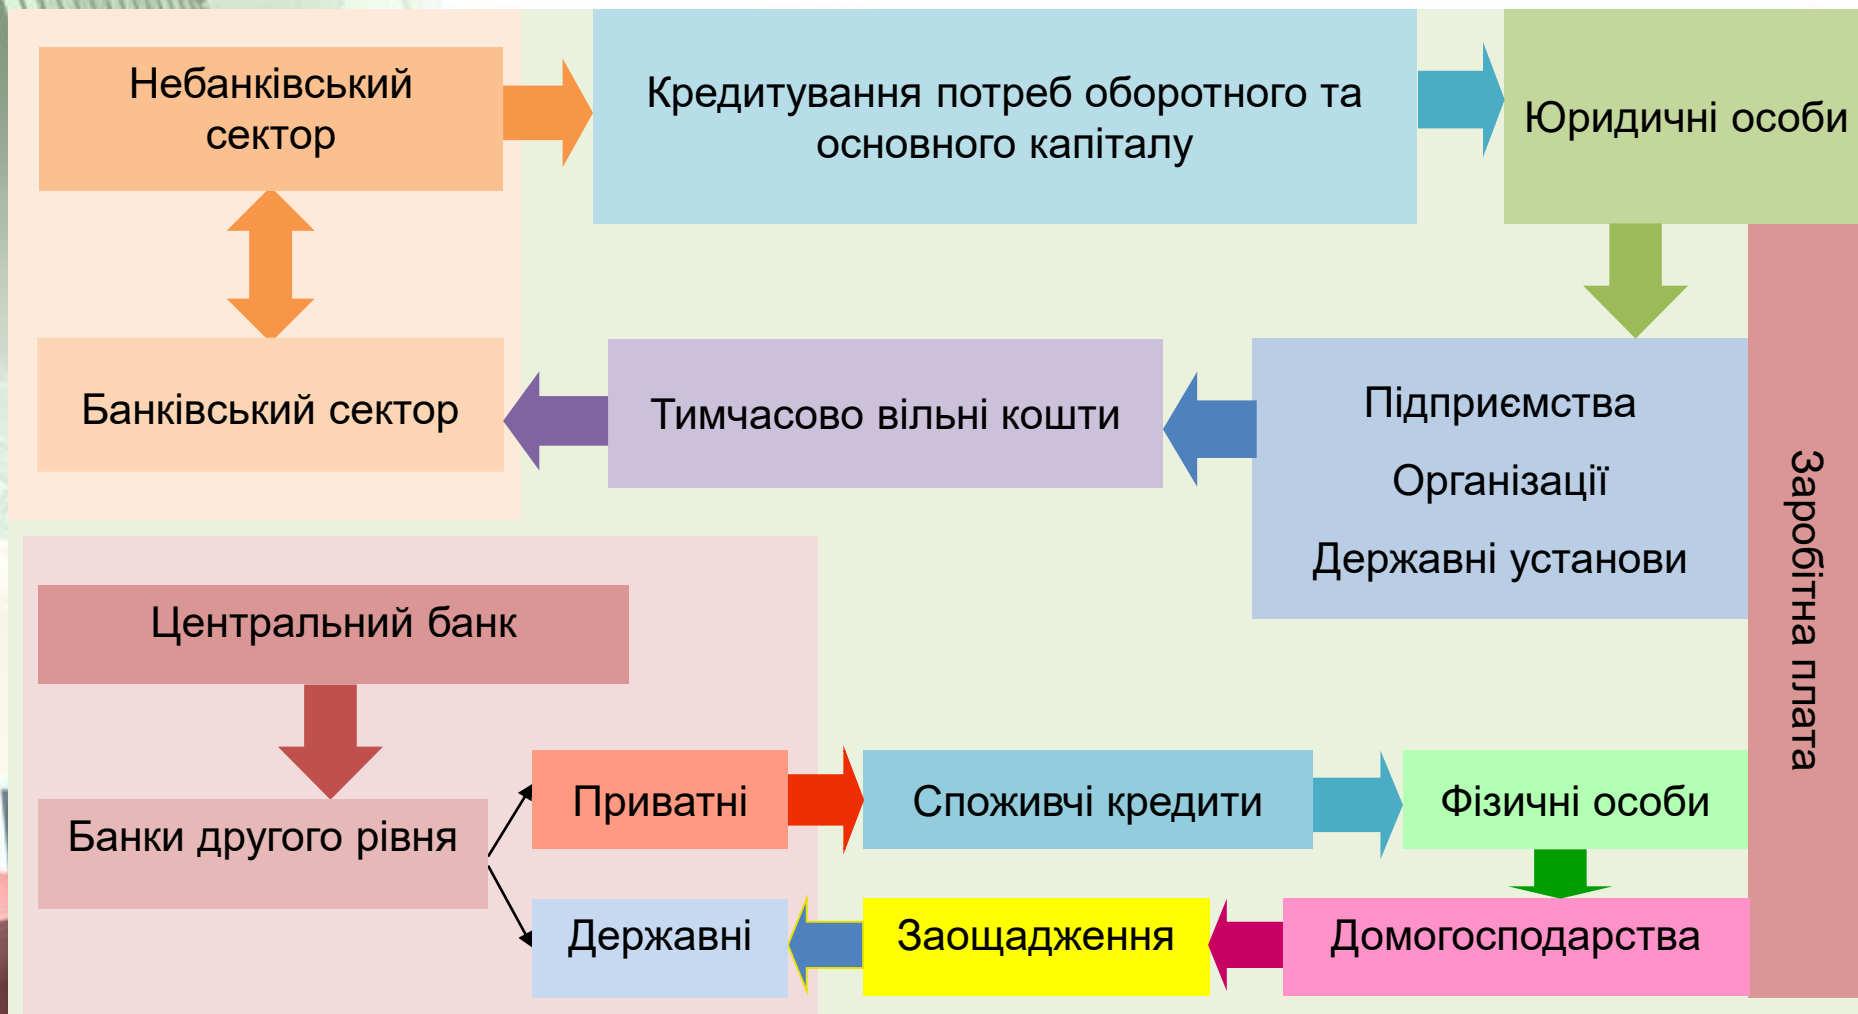 Небанківський
сектор
Кредитування потреб оборотного та
основного капіталу
Юридичні особи
Банківський сектор
Тимчасово вільні кошти
Підприємства
Організації
Державні установи
Заробітна плата
Центральний банк
Банки другого рівня
Приватні
Споживчі кредити
Фізичні особи
Державні
Заощадження
Домогосподарства